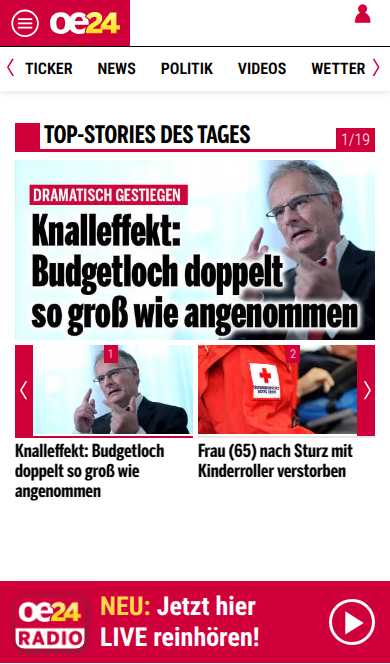 oe24
TICKER NEWS POLITIK VIDEOS WETTER
TOP-STORIES DES TAGES
1/19
DRAMATISCH GESTIEGEN
Knalleffekt:
Budgetloch doppelt
so groß wie angenommen
1
2
Knalleffekt: Budgetloch
doppelt so groß wie
angenommen
Frau (65) nach Sturz mit
Kinderroller verstorben
oe24
RADIO
NEU: Jetzt hier
LIVE reinhören!